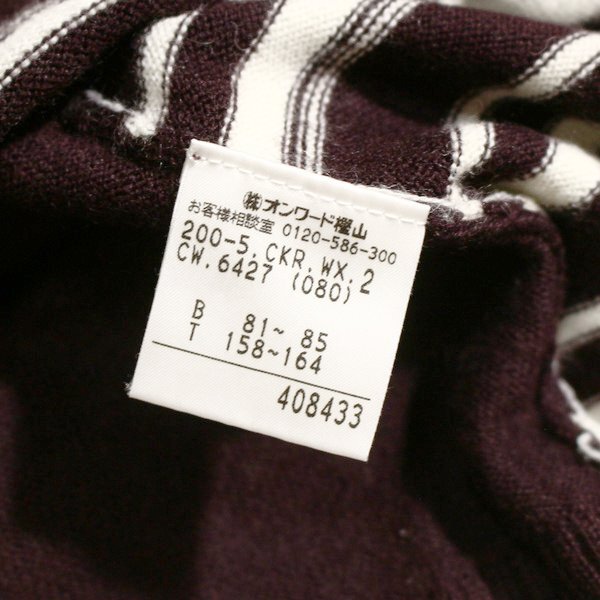 (株)オンワード樫山
お客様相談室 0120-586-300
200-5.CKR.WX.2
CW.6427 (080)
B 81~ 85
T 158~164
408433